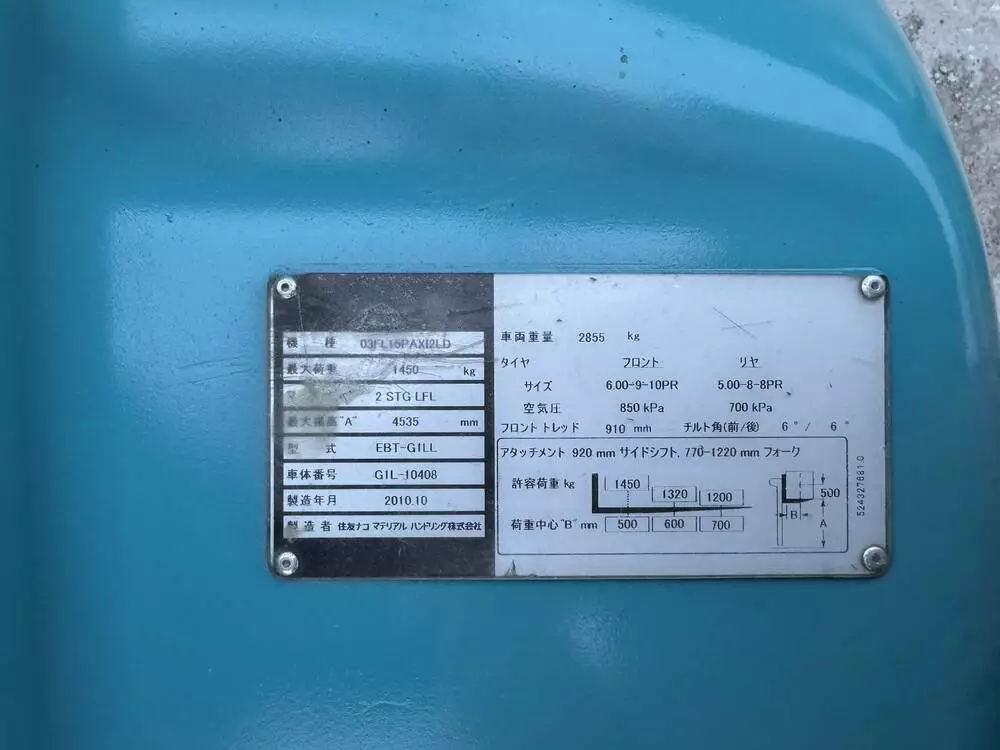 機 種 03FL15PAXI2LD
最大荷重 1450 kg
マ 2 STG LFL
最大揚高"A" 4535 mm
型 式 EBT-G1LL
車体番号 G1L-10408
製造年月 2010.10
製造者 住友ナコ マテリアル ハンドリング株式会社
車両重量 2855 kg
タイヤ フロント リヤ
サイズ 6.00-9-10PR 5.00-8-8PR
空気圧 850 kPa 700 kPa
フロントトレッド 910 mm チルト角(前/後) 6°/ 6°
アタッチメント 920 mm サイドシフト, 770-1220 mm フォーク
許容荷重 kg 1450 1320 1200
荷重中心"B" mm 500 600 700
500
B A
524327681.0